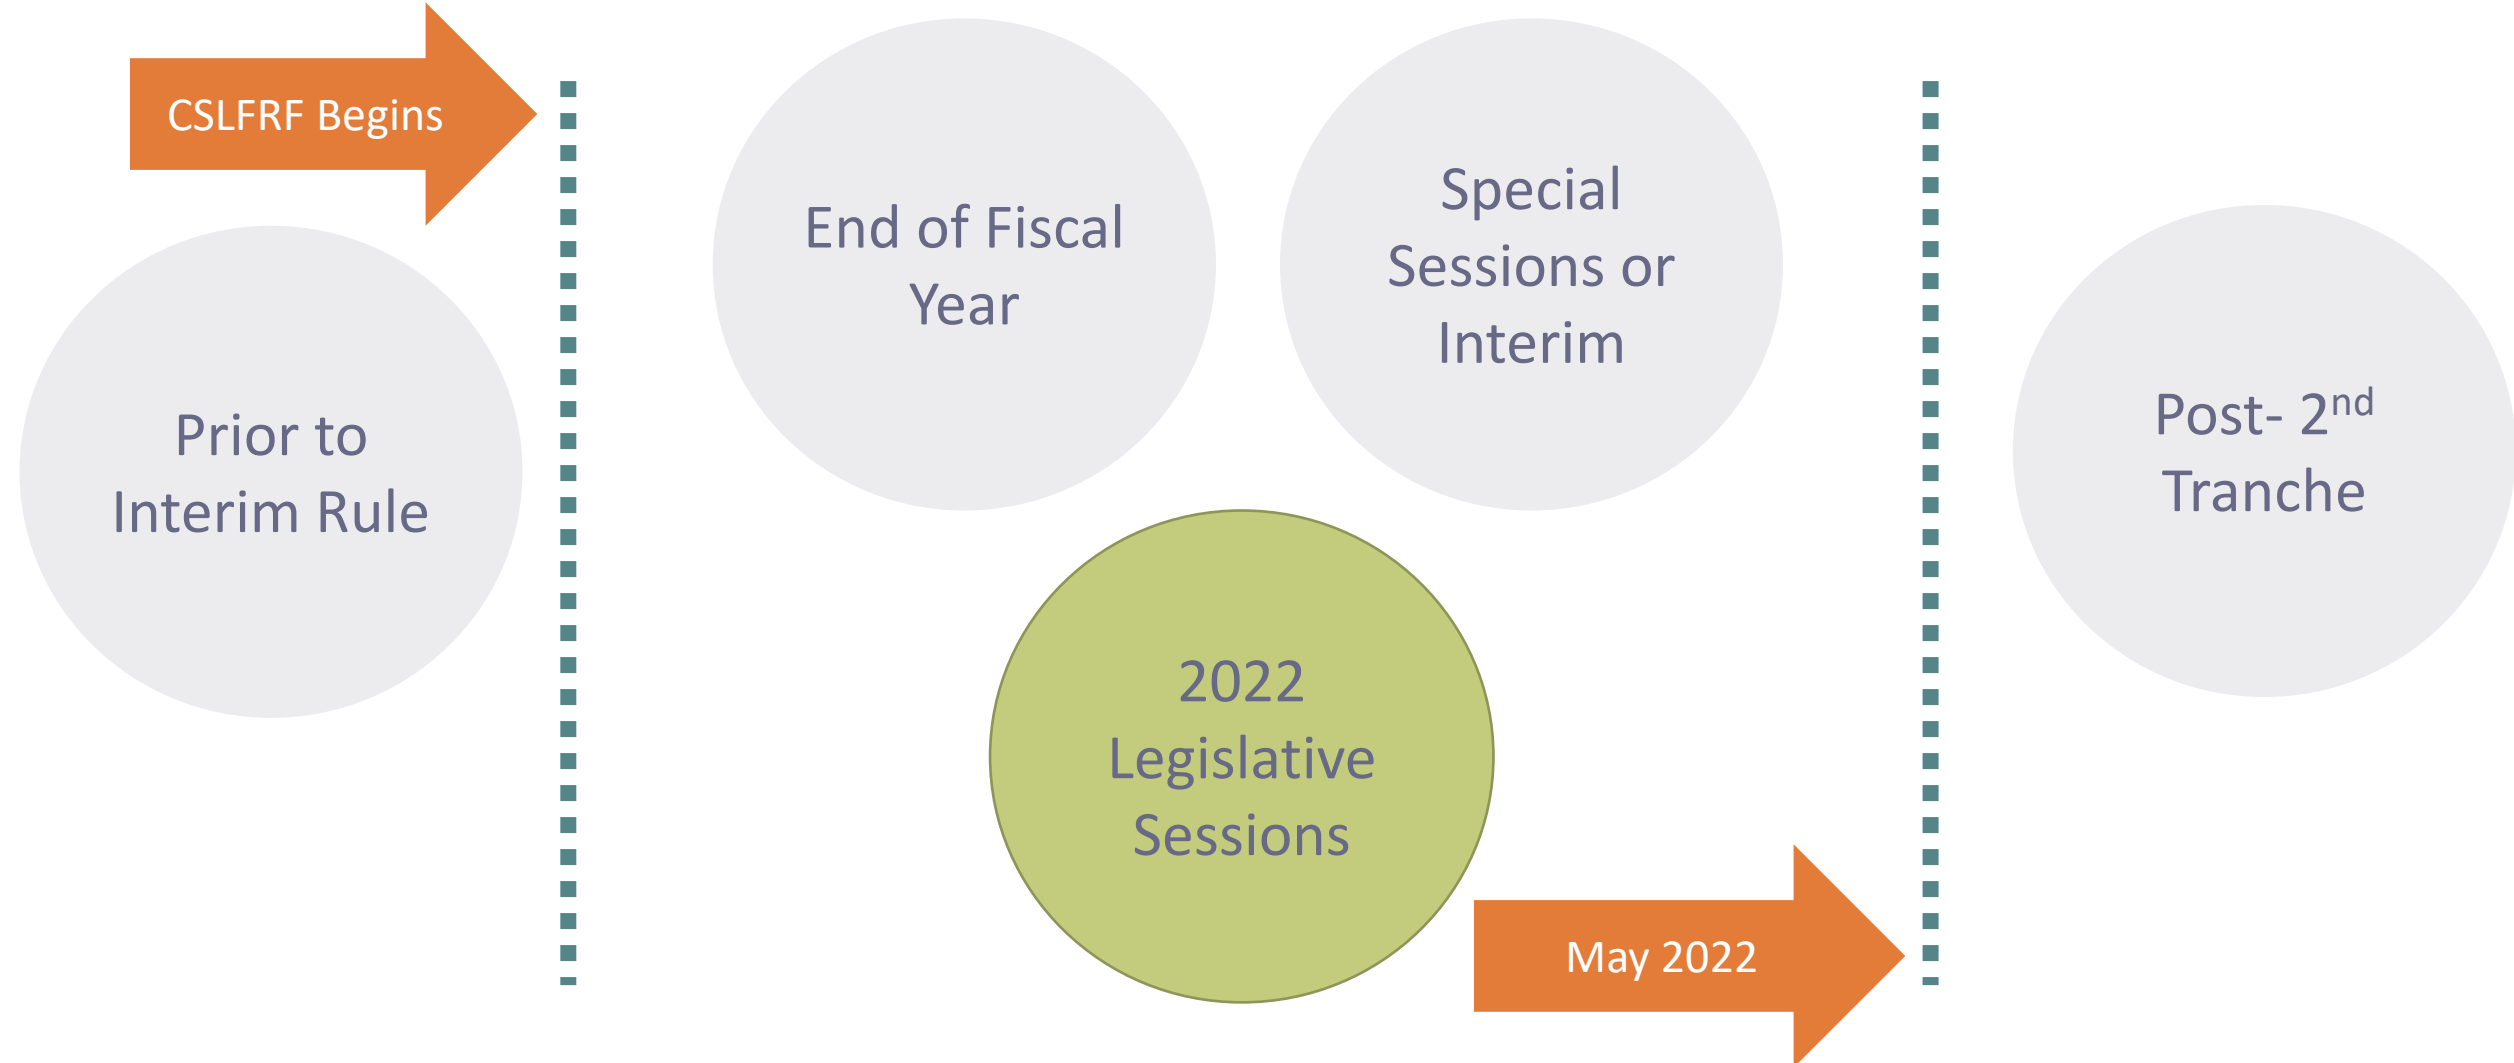 CSLFRF Begins
Prior to
Interim Rule
End of Fiscal
Year
Special
Sessions or
Interim
2022
Legislative
Sessions
May 2022
Post- 2nd
Tranche